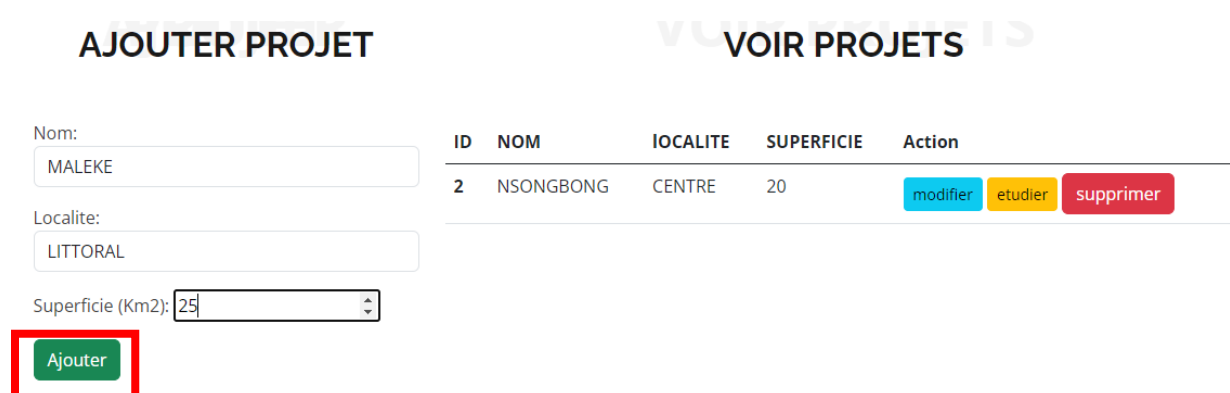 AJOUTER PROJET
Nom:
MALEKE
Localite:
LITTORAL
Superficie (Km2): 25
Ajouter
VOIR PROJETS
ID NOM lOCALITE SUPERFICIE Action
2 NSONGBONG CENTRE 20 modifier etudier supprimer